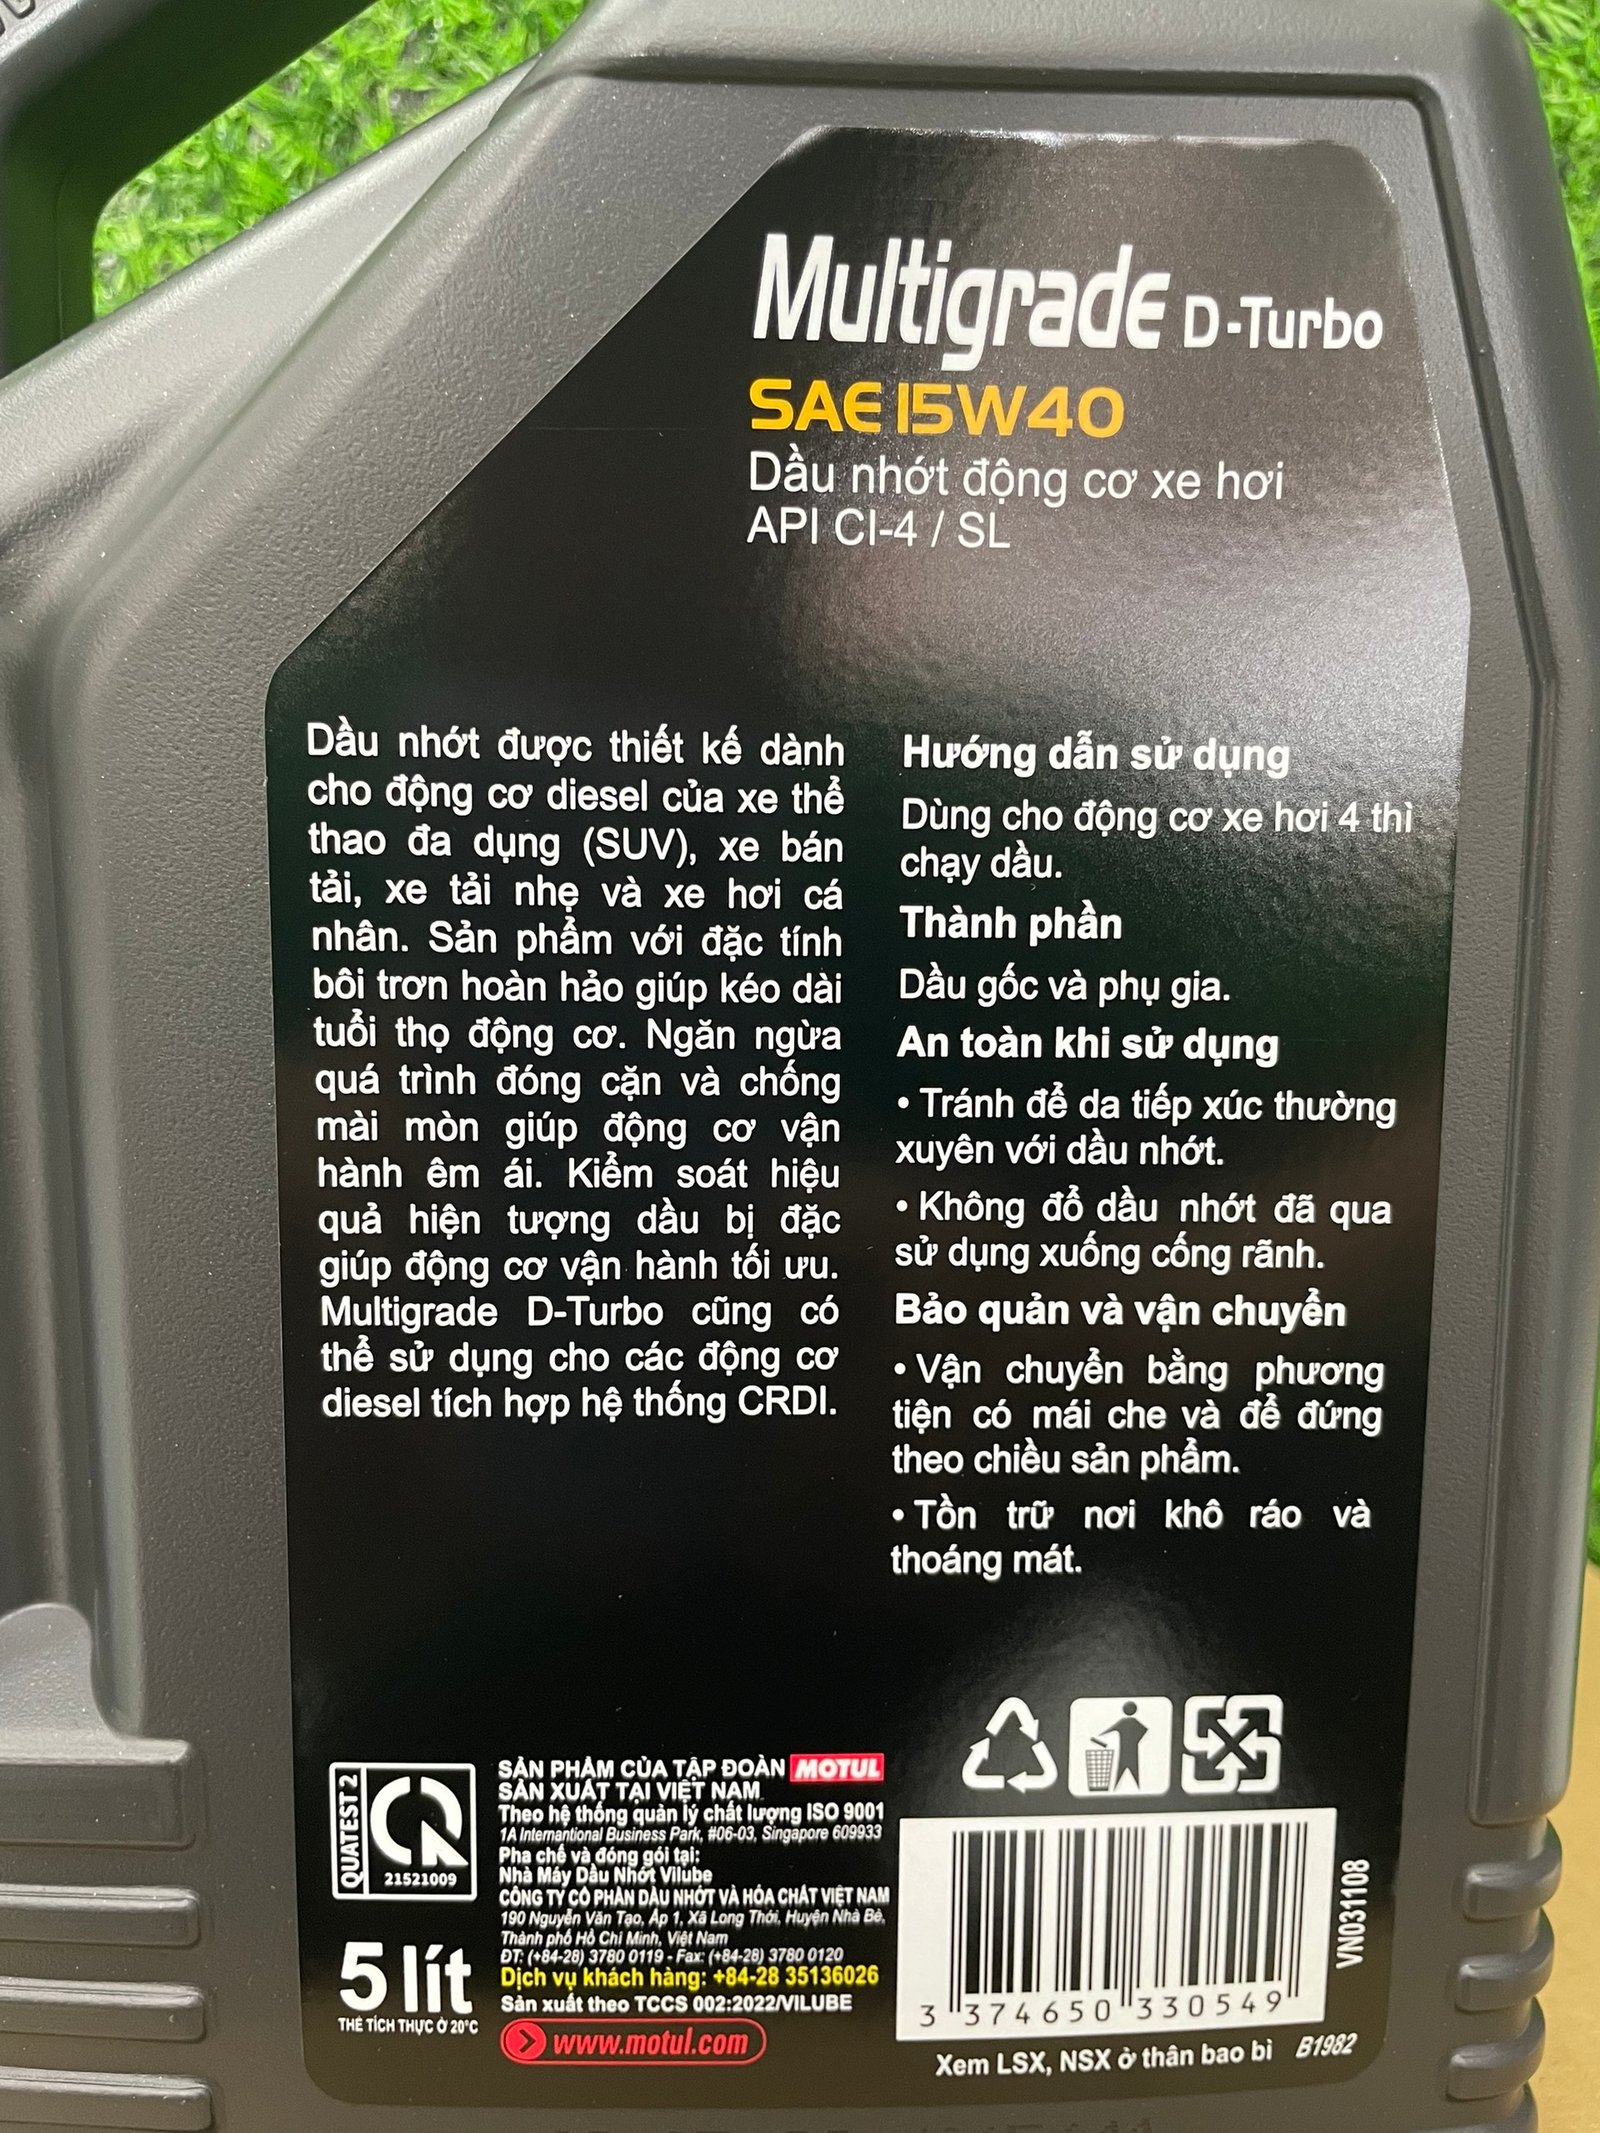 Multigrade D-Turbo
SAE 15W40
Dầu nhớt động cơ xe hơi
API CI-4 / SL
Dầu nhớt được thiết kế dành
cho động cơ diesel của xe thể
thao đa dụng (SUV), xe bán
tải, xe tải nhẹ và xe hơi cá
nhân. Sản phẩm với đặc tính
bôi trơn hoàn hảo giúp kéo dài
tuổi thọ động cơ. Ngăn ngừa
quá trình đóng cặn và chống
mài mòn giúp động cơ vận
hành êm ái. Kiểm soát hiệu
quả hiện tượng dầu bị đặc
giúp động cơ vận hành tối ưu.
Multigrade D-Turbo cũng có
thể sử dụng cho các động cơ
diesel tích hợp hệ thống CRDI.
Hướng dẫn sử dụng
Dùng cho động cơ xe hơi 4 thì
chạy dầu.
Thành phần
Dầu gốc và phụ gia.
An toàn khi sử dụng
• Tránh để da tiếp xúc thường
xuyên với dầu nhớt.
• Không đổ dầu nhớt đã qua
sử dụng xuống cống rãnh.
Bảo quản và vận chuyển
• Vận chuyển bằng phương
tiện có mái che và để đứng
theo chiều sản phẩm.
• Tồn trữ nơi khô ráo và
thoáng mát.
QUATEST 2
21521009
5 lít
THỂ TÍCH THỰC Ở 20°C
SẢN PHẨM CỦA TẬP ĐOÀN MOTUL
SẢN XUẤT TẠI VIỆT NAM
Theo hệ thống quản lý chất lượng ISO 9001
1A Internantional Business Park, #06-03, Singapore 609933
Pha chế và đóng gói tại:
Nhà Máy Dầu Nhớt Vilube
CÔNG TY CỔ PHẦN DẦU NHỚT VÀ HÓA CHẤT VIỆT NAM
190 Nguyễn Văn Tạo, Ấp 1, Xã Long Thới, Huyện Nhà Bè,
Thành phố Hồ Chí Minh, Việt Nam
ĐT: (+84-28) 3780 0119 - Fax: (+84-28) 3780 0120
Dịch vụ khách hàng: +84-28 35136026
Sản xuất theo TCCS 002:2022/VILUBE
www.motul.com
3 374650 330549
VN031108
Xem LSX, NSX ở thân bao bì B1982